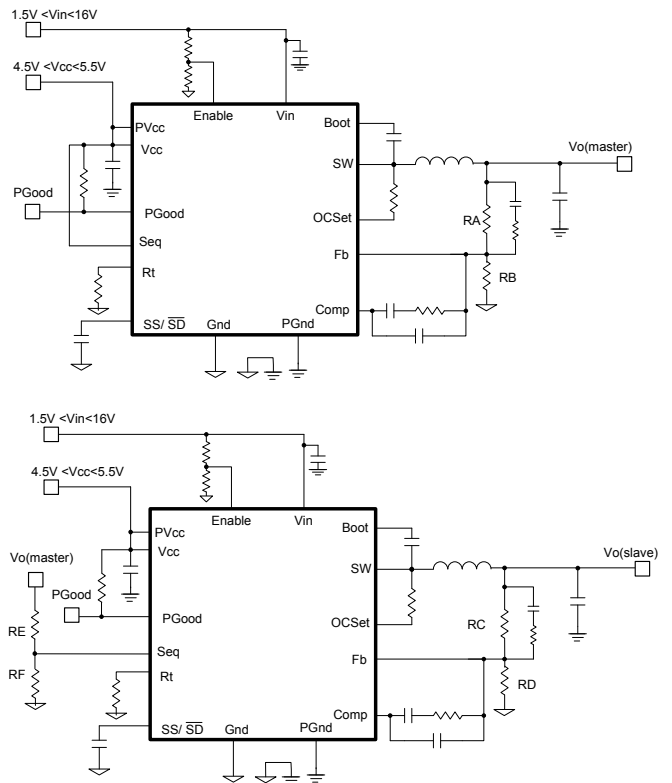 1.5V <Vin<16V
4.5V <Vcc<5.5V
Enable
Vin
PVcc
Vcc
Boot
SW
Vo(master)
PGood
PGood
OCSet
RA
Seq
Fb
Rt
RB
Comp
SS/ SD
Gnd
PGnd
1.5V <Vin<16V
4.5V <Vcc<5.5V
Enable
Vin
PVcc
Vcc
Boot
Vo(master)
SW
Vo(slave)
PGood
PGood
OCSet
RC
RE
Seq
Fb
RF
Rt
RD
Comp
SS/ SD
Gnd
PGnd